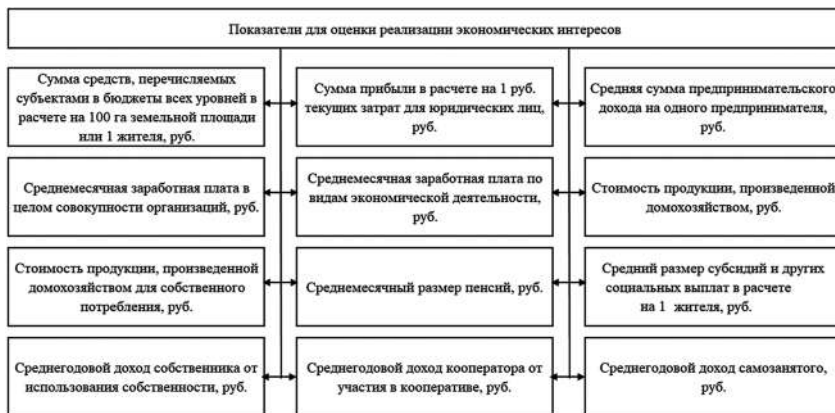 Показатели для оценки реализации экономических интересов
Сумма средств, перечисляемых
субъектами в бюджеты всех уровней в
расчете на 100 га земельной площади
или 1 жителя, руб.
Сумма прибыли в расчете на 1 руб.
текущих затрат для юридических лиц,
руб.
Средняя сумма предпринимательского
дохода на одного предпринимателя,
руб.
Среднемесячная заработная плата в
целом совокупности организаций, руб.
Среднемесячная заработная плата по
видам экономической деятельности,
руб.
Стоимость продукции, произведенной
домохозяйством, руб.
Стоимость продукции, произведенной
домохозяйством для собственного
потребления, руб.
Среднемесячный размер пенсий, руб.
Средний размер субсидий и других
социальных выплат в расчете
на 1 жителя, руб.
Среднегодовой доход собственника от
использования собственности, руб.
Среднегодовой доход кооператора от
участия в кооперативе, руб.
Среднегодовой доход самозанятого,
руб.